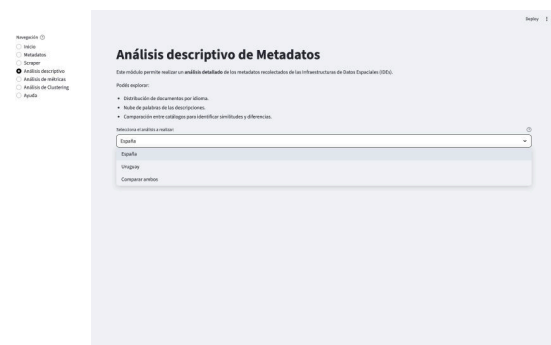 Deploy
Navegación
Inicio
Metadatos
Scraper
Análisis descriptivo
Análisis de métricas
Análisis de Clustering
Ayuda
Análisis descriptivo de Metadatos
Este módulo permite realizar un análisis detallado de los metadatos recolectados de las Infraestructuras de Datos Espaciales (IDEs).
Podés explorar:
• Distribución de documentos por idioma.
• Nube de palabras de las descripciones.
• Comparación entre catálogos para identificar similitudes y diferencias.
Selecciona el análisis a realizar:
España
España
Uruguay
Comparar ambos